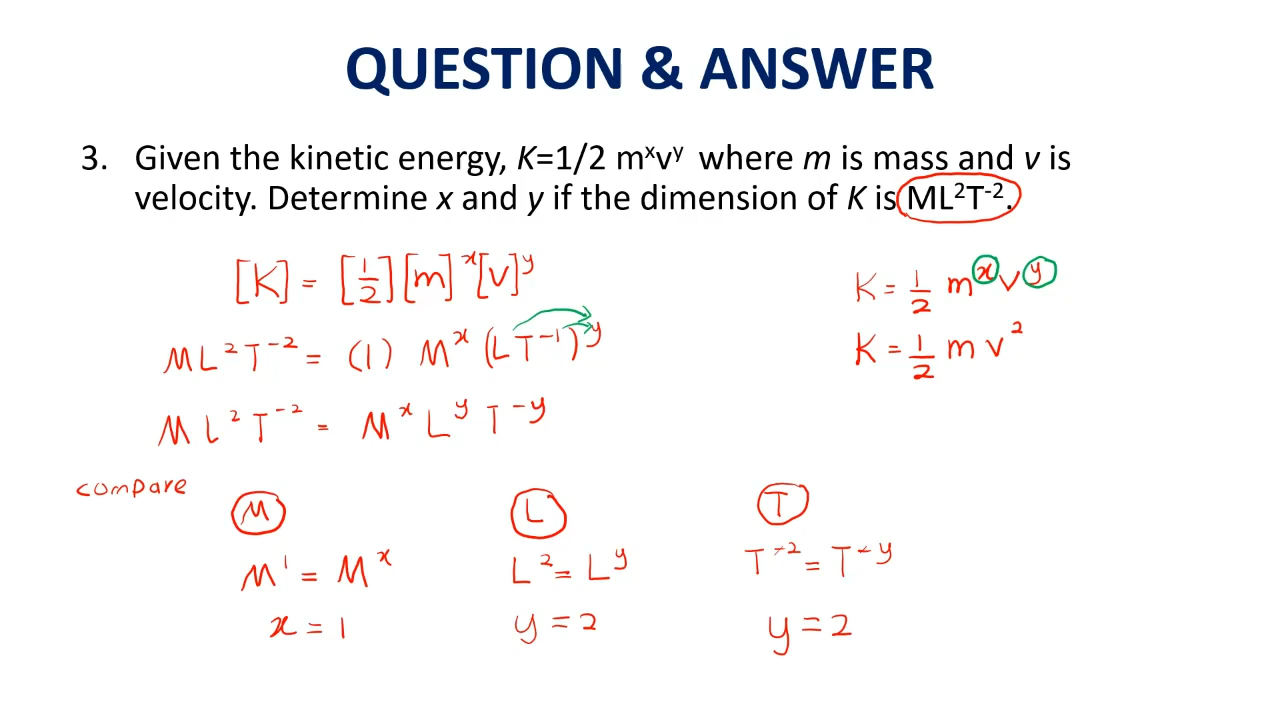 QUESTION & ANSWER
3. Given the kinetic energy, K=1/2 mˣvʸ where m is mass and v is
velocity. Determine x and y if the dimension of K is ML²T⁻².
[K] = [1/2] [m]ˣ [v]ʸ
ML²T⁻² = (1) Mˣ (LT⁻¹)ʸ
ML²T⁻² = Mˣ Lʸ T⁻ʸ
K = 1/2 mˣ vʸ
K = 1/2 m v²
compare
M
M¹ = Mˣ
x = 1
L
L² = Lʸ
y = 2
T
T⁻² = T⁻ʸ
y = 2